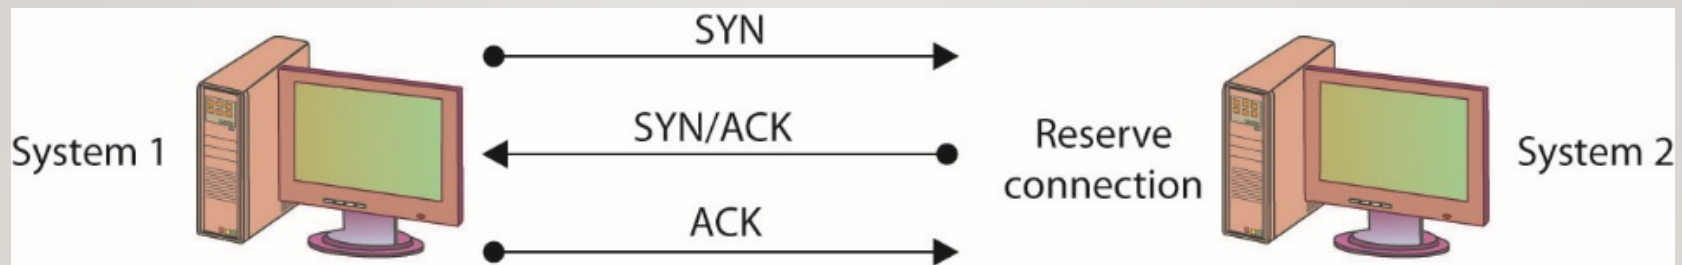 SYN
System 1
SYN/ACK
Reserve
connection
System 2
ACK